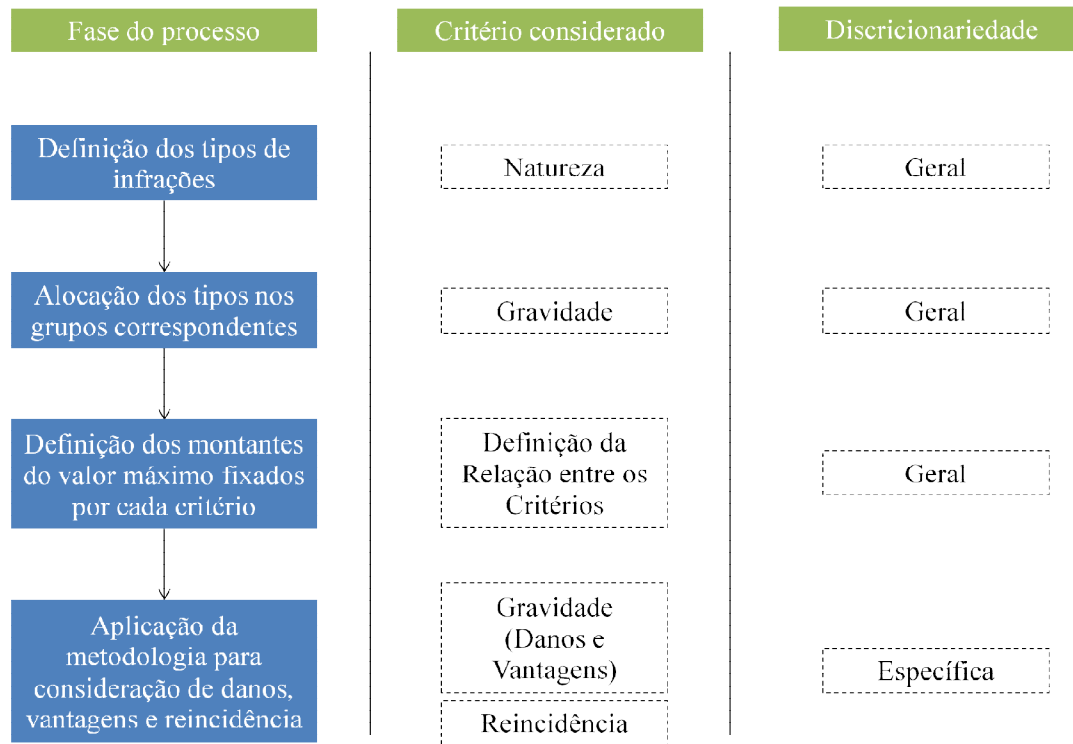 Fase do processo
Critério considerado
Discricionariedade
Definição dos tipos de
infrações
Natureza
Geral
Alocação dos tipos nos
grupos correspondentes
Gravidade
Geral
Definição dos montantes
do valor máximo fixados
por cada critério
Definição da
Relação entre os
Critérios
Geral
Aplicação da
metodologia para
consideração de danos,
vantagens e reincidência
Gravidade
(Danos e
Vantagens)
Reincidência
Específica